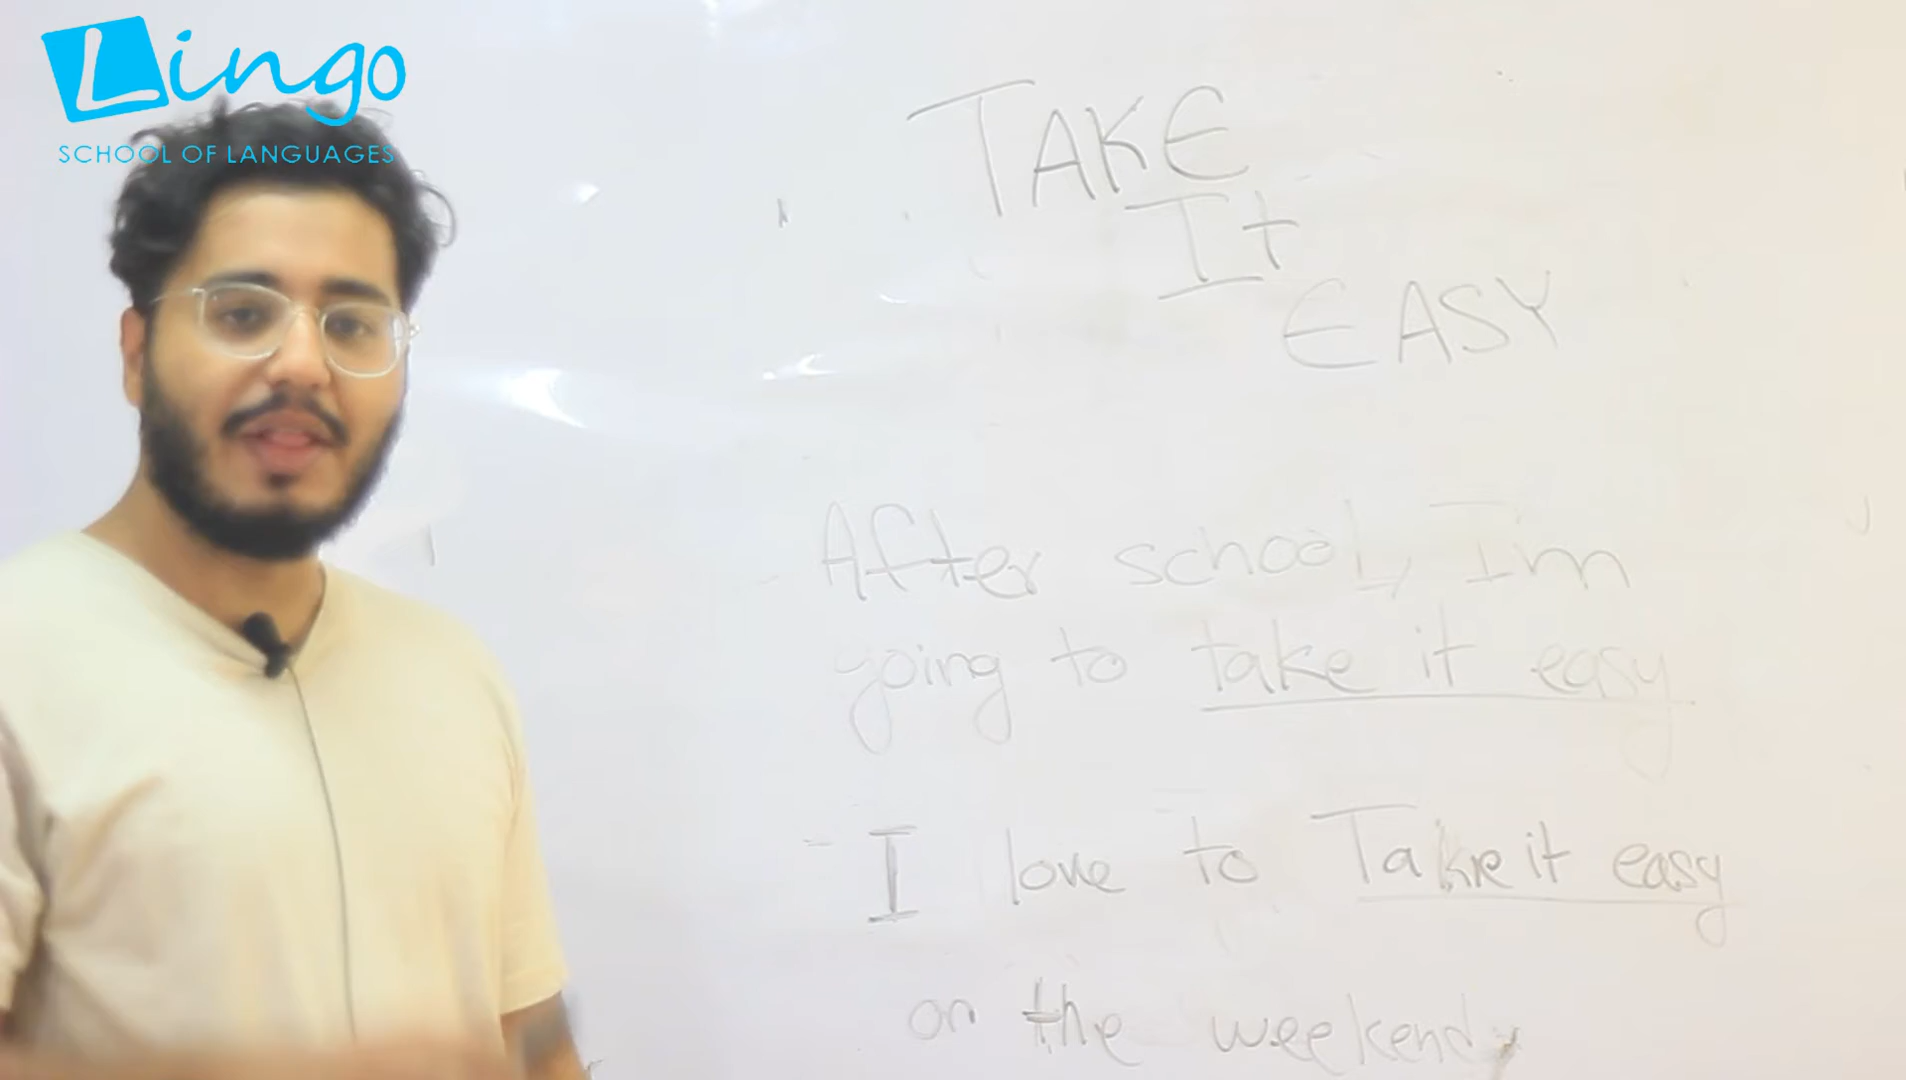 Lingo
SCHOOL OF LANGUAGES
TAKE
It
EASY
After school, I'm
going to take it easy
- I love to Take it easy
on the weekend